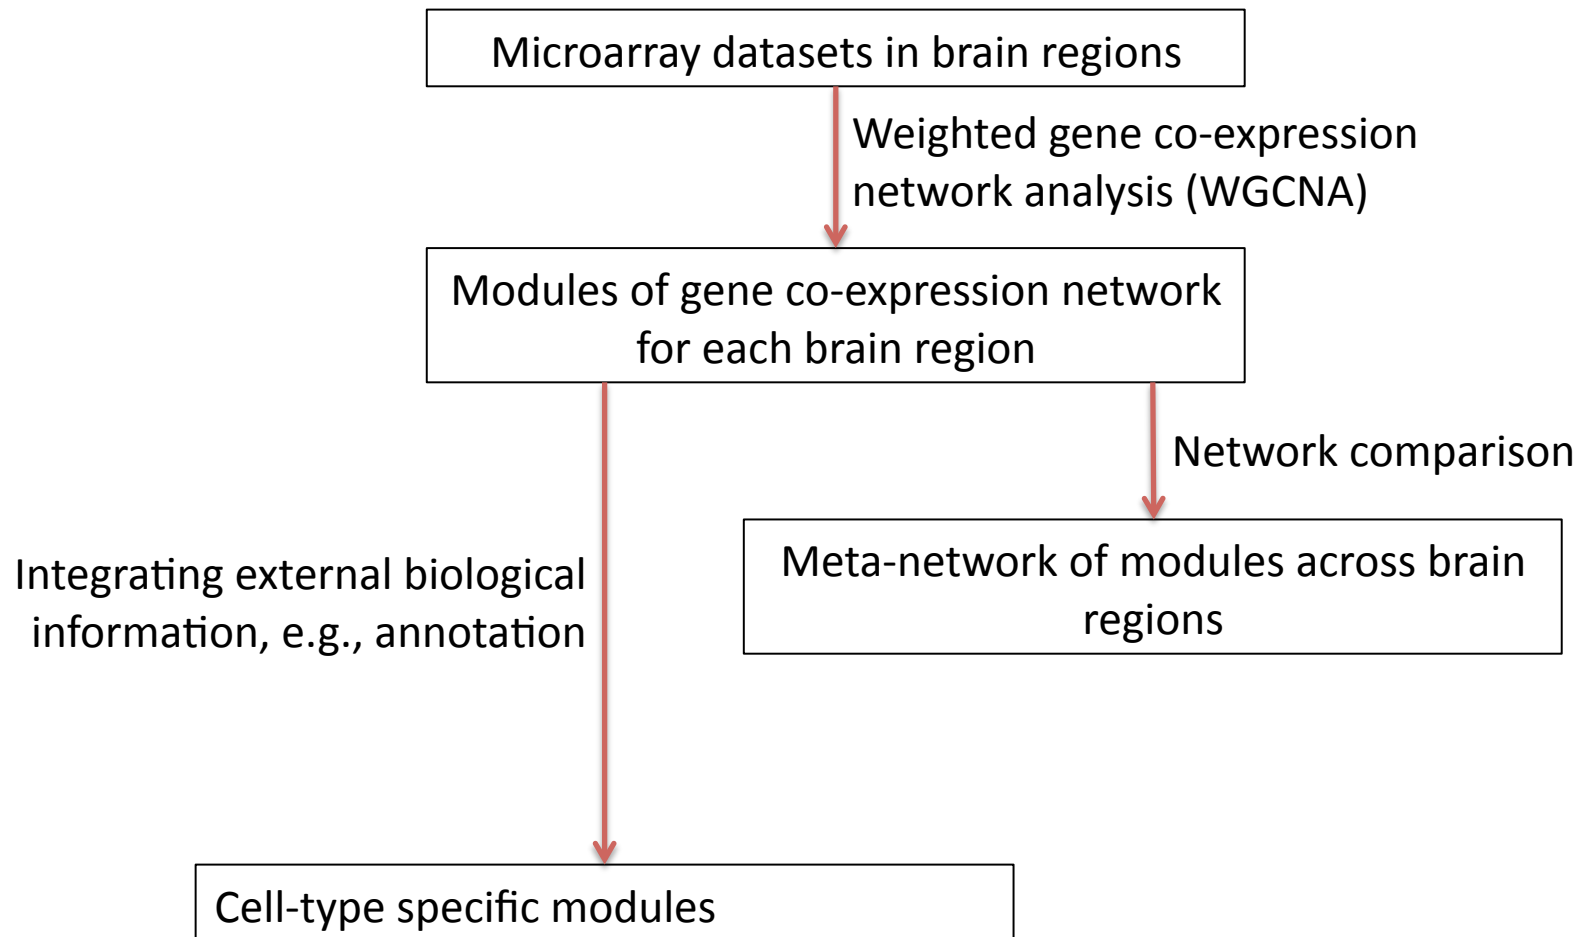 Microarray datasets in brain regions
Weighted gene co-expression
network analysis (WGCNA)
Modules of gene co-expression network
for each brain region
Network comparison
Integrating external biological
information, e.g., annotation
Meta-network of modules across brain
regions
Cell-type specific modules